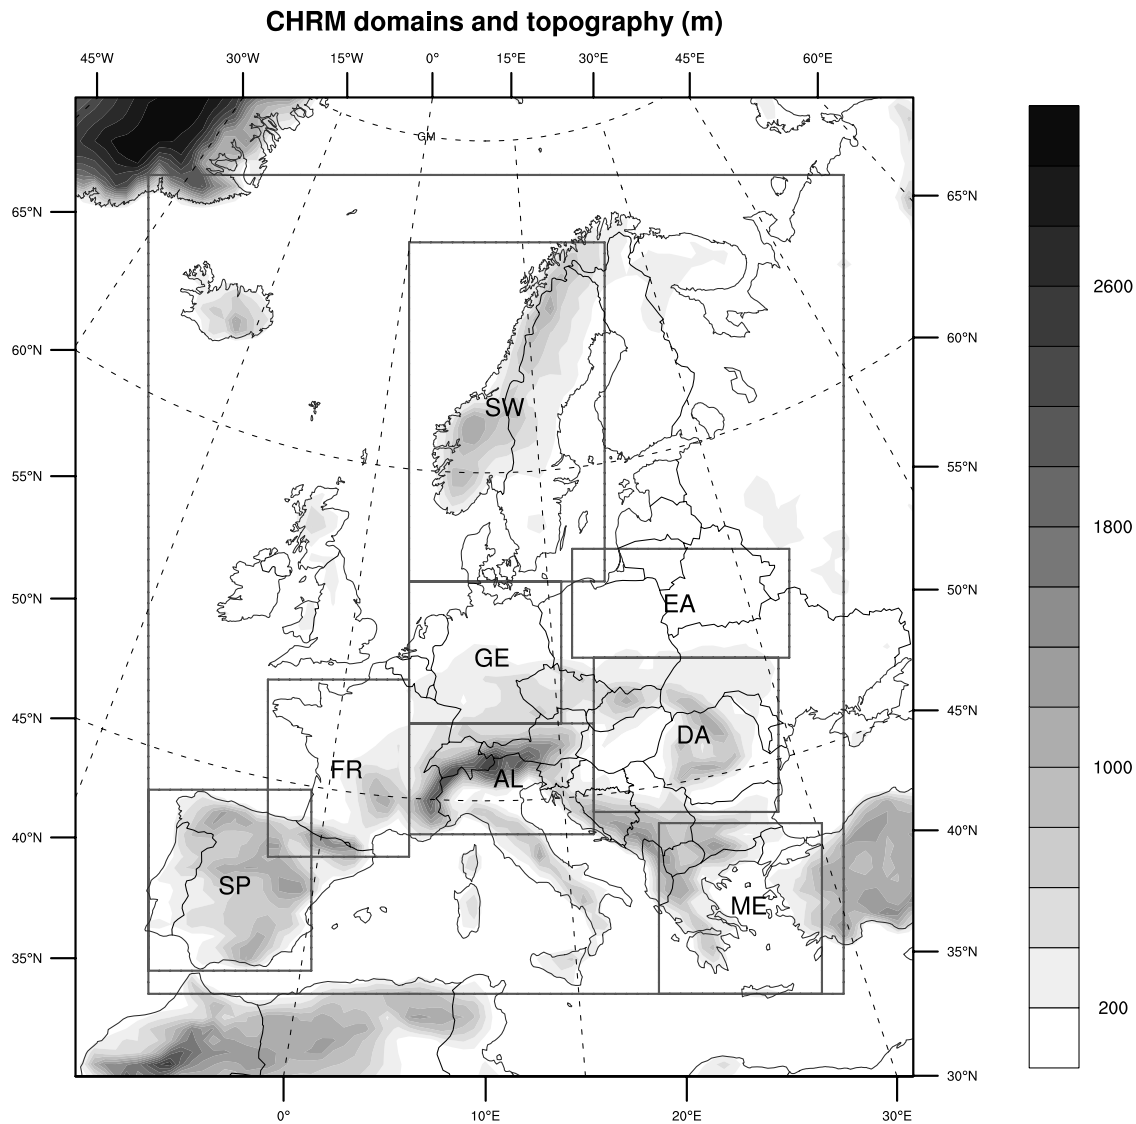 CHRM domains and topography (m)
45°W 30°W 15°W 0° 15°E 30°E 45°E 60°E
GM
65°N 65°N
2600
60°N 60°N
SW
55°N 55°N
1800
50°N 50°N
EA
GE
45°N 45°N
DA
FR
AL
1000
40°N 40°N
SP
ME
35°N 35°N
200
30°N
0° 10°E 20°E 30°E